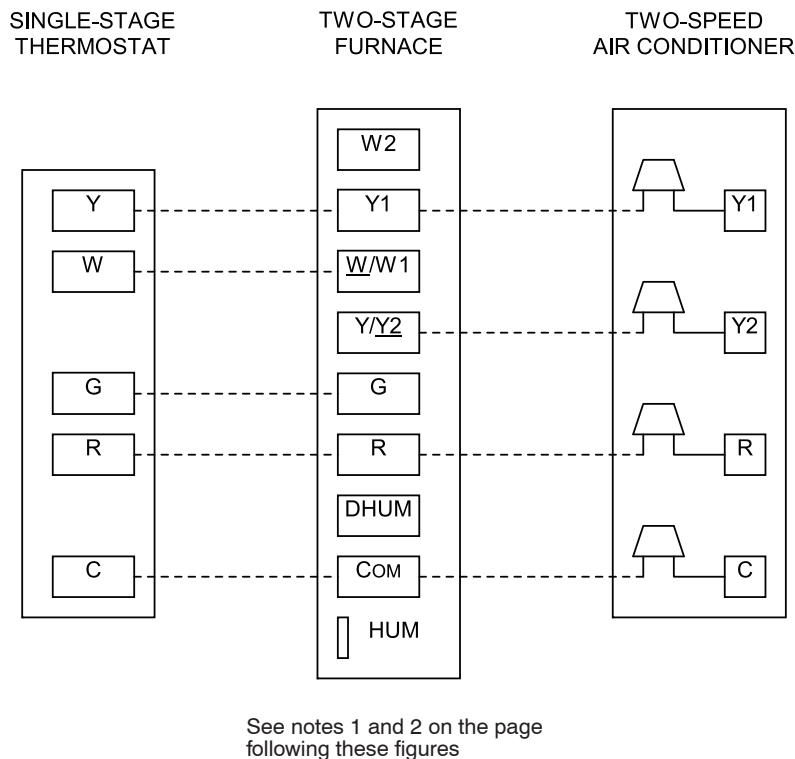 SINGLE-STAGE
THERMOSTAT
TWO-STAGE
FURNACE
TWO-SPEED
AIR CONDITIONER
W2
Y
Y1
Y1
W
W/W1
Y/Y2
Y2
G
G
R
R
R
DHUM
C
COM
C
HUM
See notes 1 and 2 on the page
following these figures